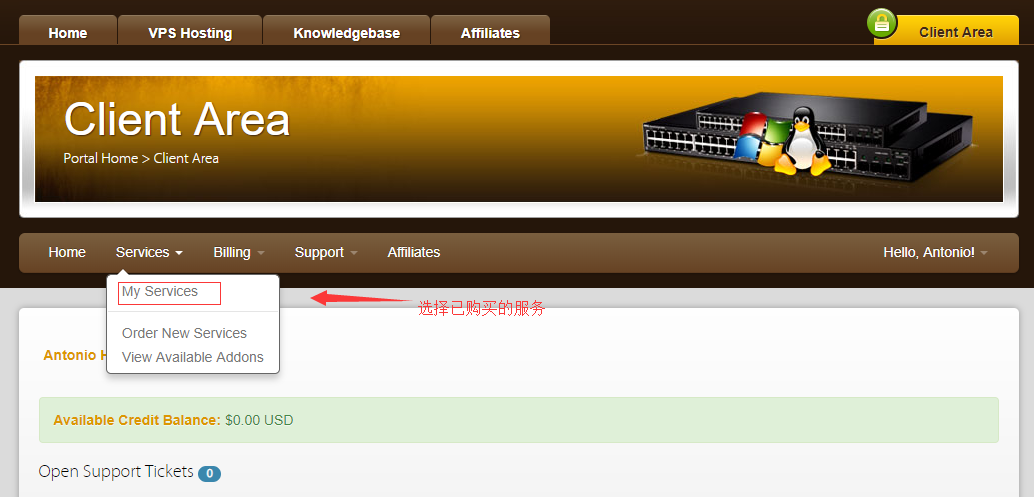 Home VPS Hosting Knowledgebase Affiliates Client Area
Client Area
Portal Home > Client Area
Home Services Billing Support Affiliates Hello, Antonio!
My Services
选择已购买的服务
Order New Services
Antonio
View Available Addons
Available Credit Balance: $0.00 USD
Open Support Tickets 0